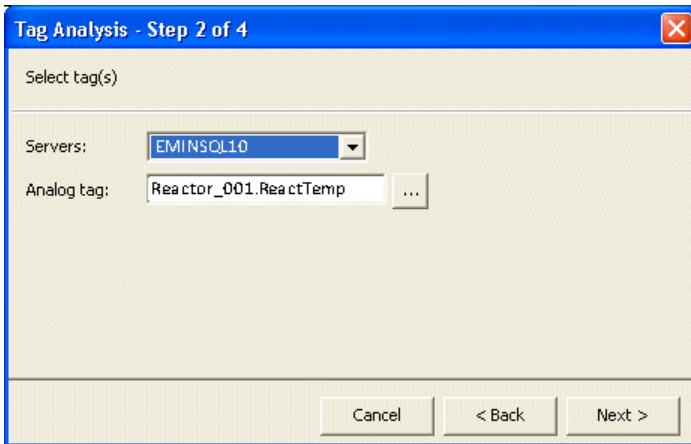 Tag Analysis - Step 2 of 4
Select tag(s)
Servers: EMINSQL10
Analog tag: Reactor_001.ReactTemp ...
Cancel < Back Next >